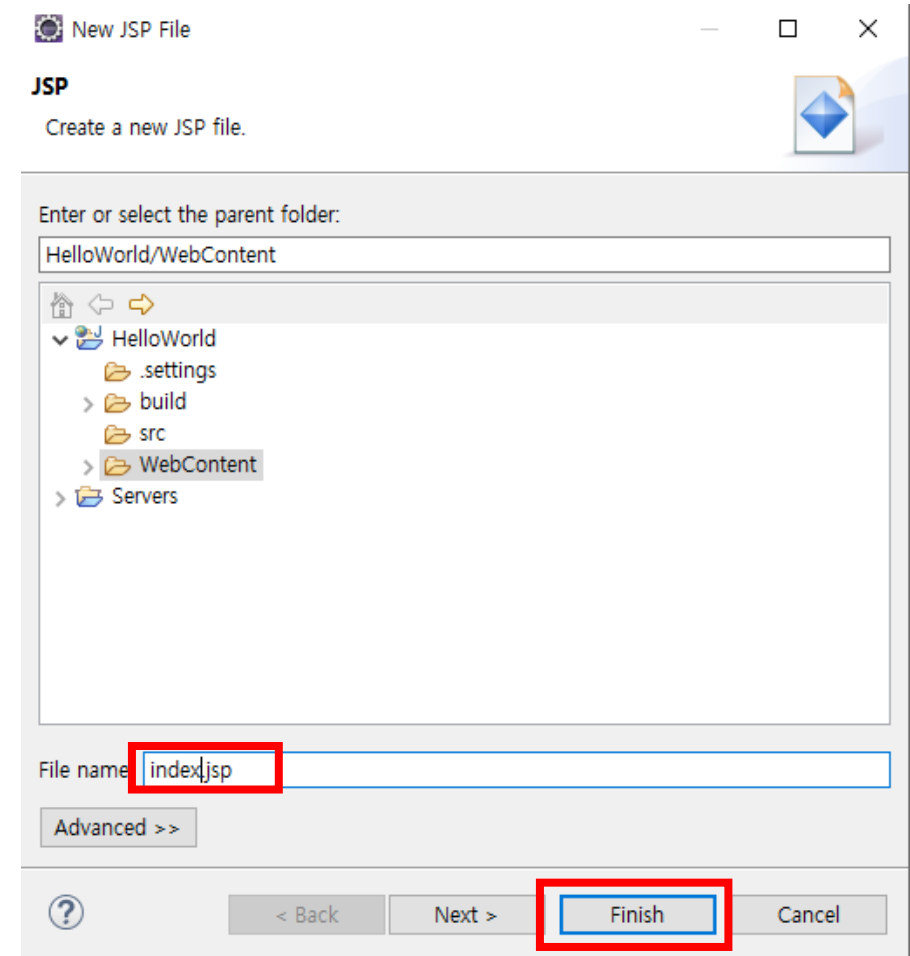 New JSP File
JSP
Create a new JSP file.
Enter or select the parent folder:
HelloWorld/WebContent
HelloWorld
.settings
build
src
WebContent
Servers
File name: index.jsp
Advanced >>
< Back Next > Finish Cancel